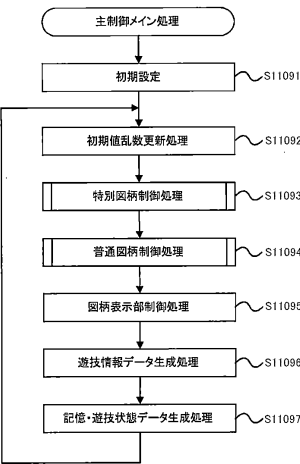 主制御メイン処理
初期設定
S11091
初期値乱数更新処理
S11092
特別図柄制御処理
S11093
普通図柄制御処理
S11094
図柄表示部制御処理
S11095
遊技情報データ生成処理
S11096
記憶・遊技状態データ生成処理
S11097